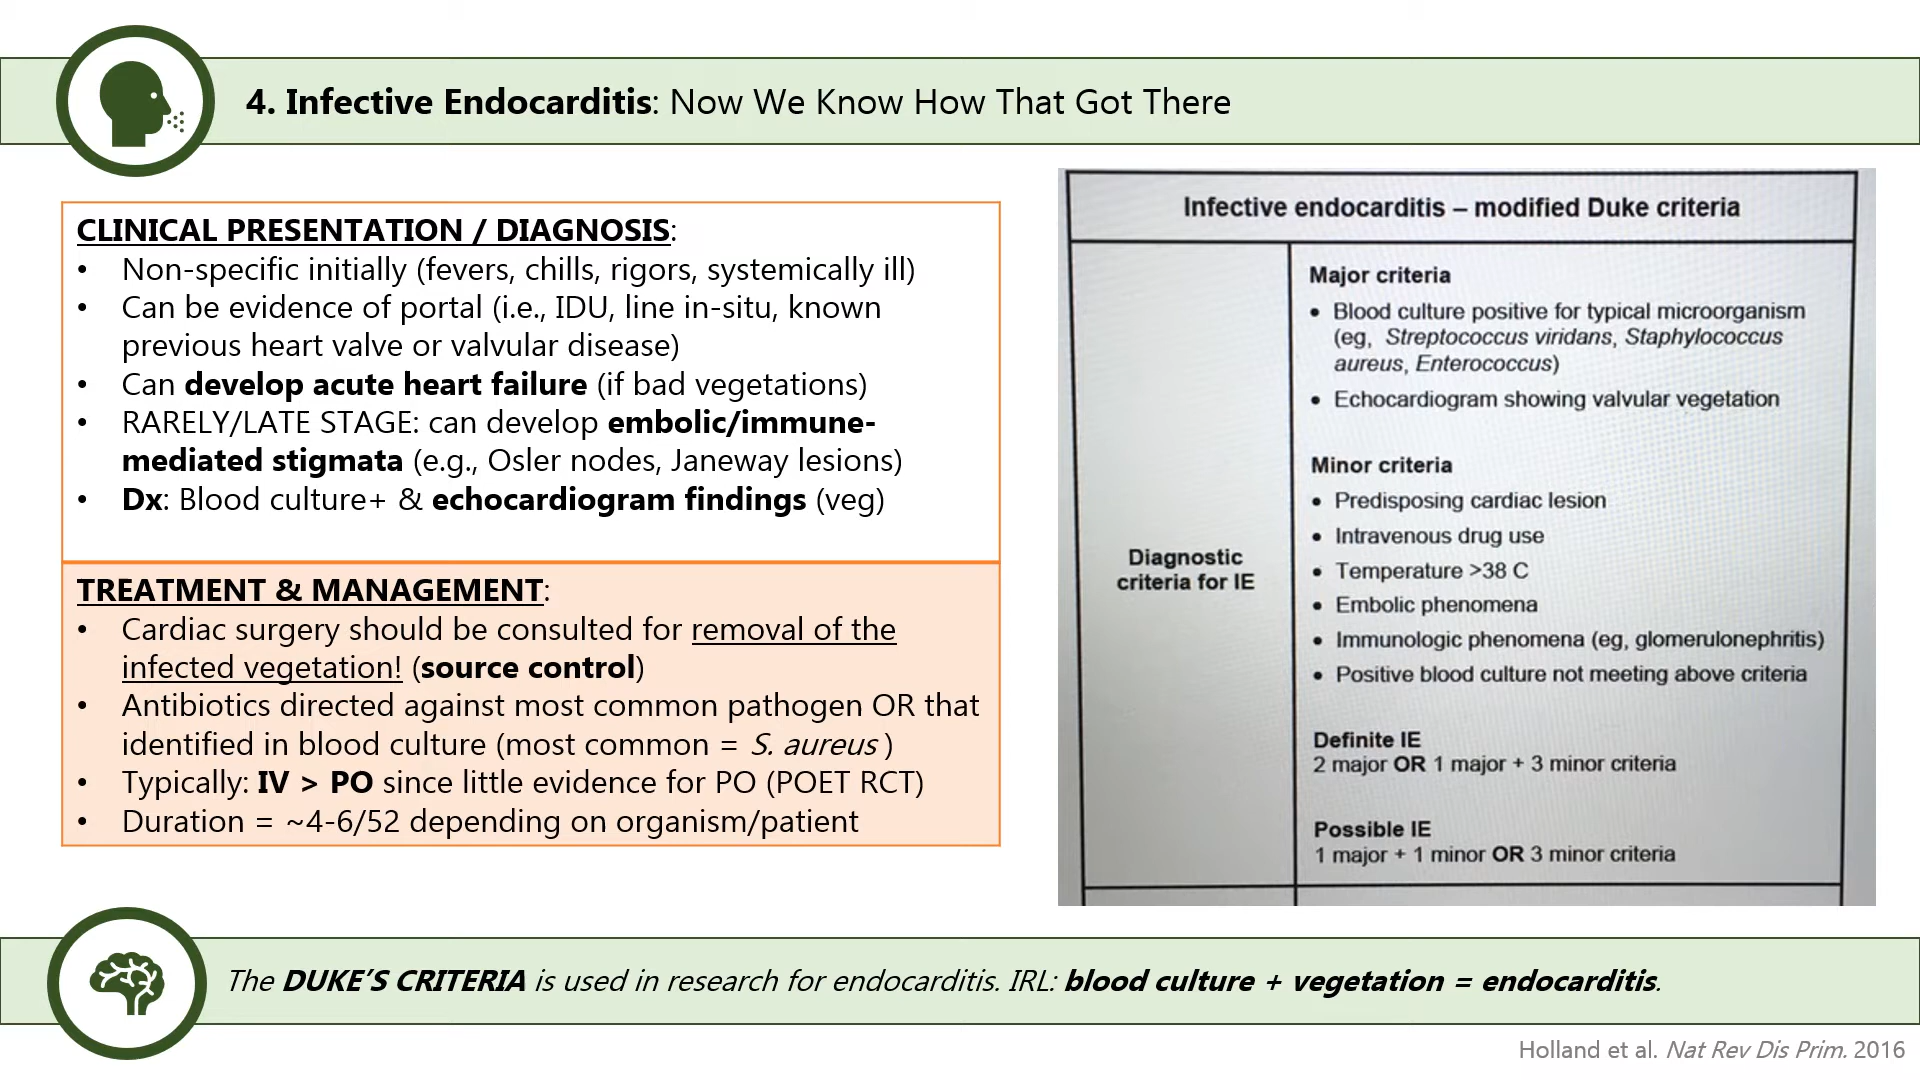 4. Infective Endocarditis: Now We Know How That Got There
CLINICAL PRESENTATION / DIAGNOSIS:
• Non-specific initially (fevers, chills, rigors, systemically ill)
• Can be evidence of portal (i.e., IDU, line in-situ, known
previous heart valve or valvular disease)
• Can develop acute heart failure (if bad vegetations)
• RARELY/LATE STAGE: can develop embolic/immune-
mediated stigmata (e.g., Osler nodes, Janeway lesions)
• Dx: Blood culture+ & echocardiogram findings (veg)
TREATMENT & MANAGEMENT:
• Cardiac surgery should be consulted for removal of the
infected vegetation! (source control)
• Antibiotics directed against most common pathogen OR that
identified in blood culture (most common = S. aureus )
• Typically: IV > PO since little evidence for PO (POET RCT)
• Duration = ~4-6/52 depending on organism/patient
Infective endocarditis – modified Duke criteria
Diagnostic
criteria for IE
Major criteria
• Blood culture positive for typical microorganism
(eg, Streptococcus viridans, Staphylococcus
aureus, Enterococcus)
• Echocardiogram showing valvular vegetation
Minor criteria
• Predisposing cardiac lesion
• Intravenous drug use
• Temperature >38 C
• Embolic phenomena
• Immunologic phenomena (eg, glomerulonephritis)
• Positive blood culture not meeting above criteria
Definite IE
2 major OR 1 major + 3 minor criteria
Possible IE
1 major + 1 minor OR 3 minor criteria
The DUKE’S CRITERIA is used in research for endocarditis. IRL: blood culture + vegetation = endocarditis.
Holland et al. Nat Rev Dis Prim. 2016